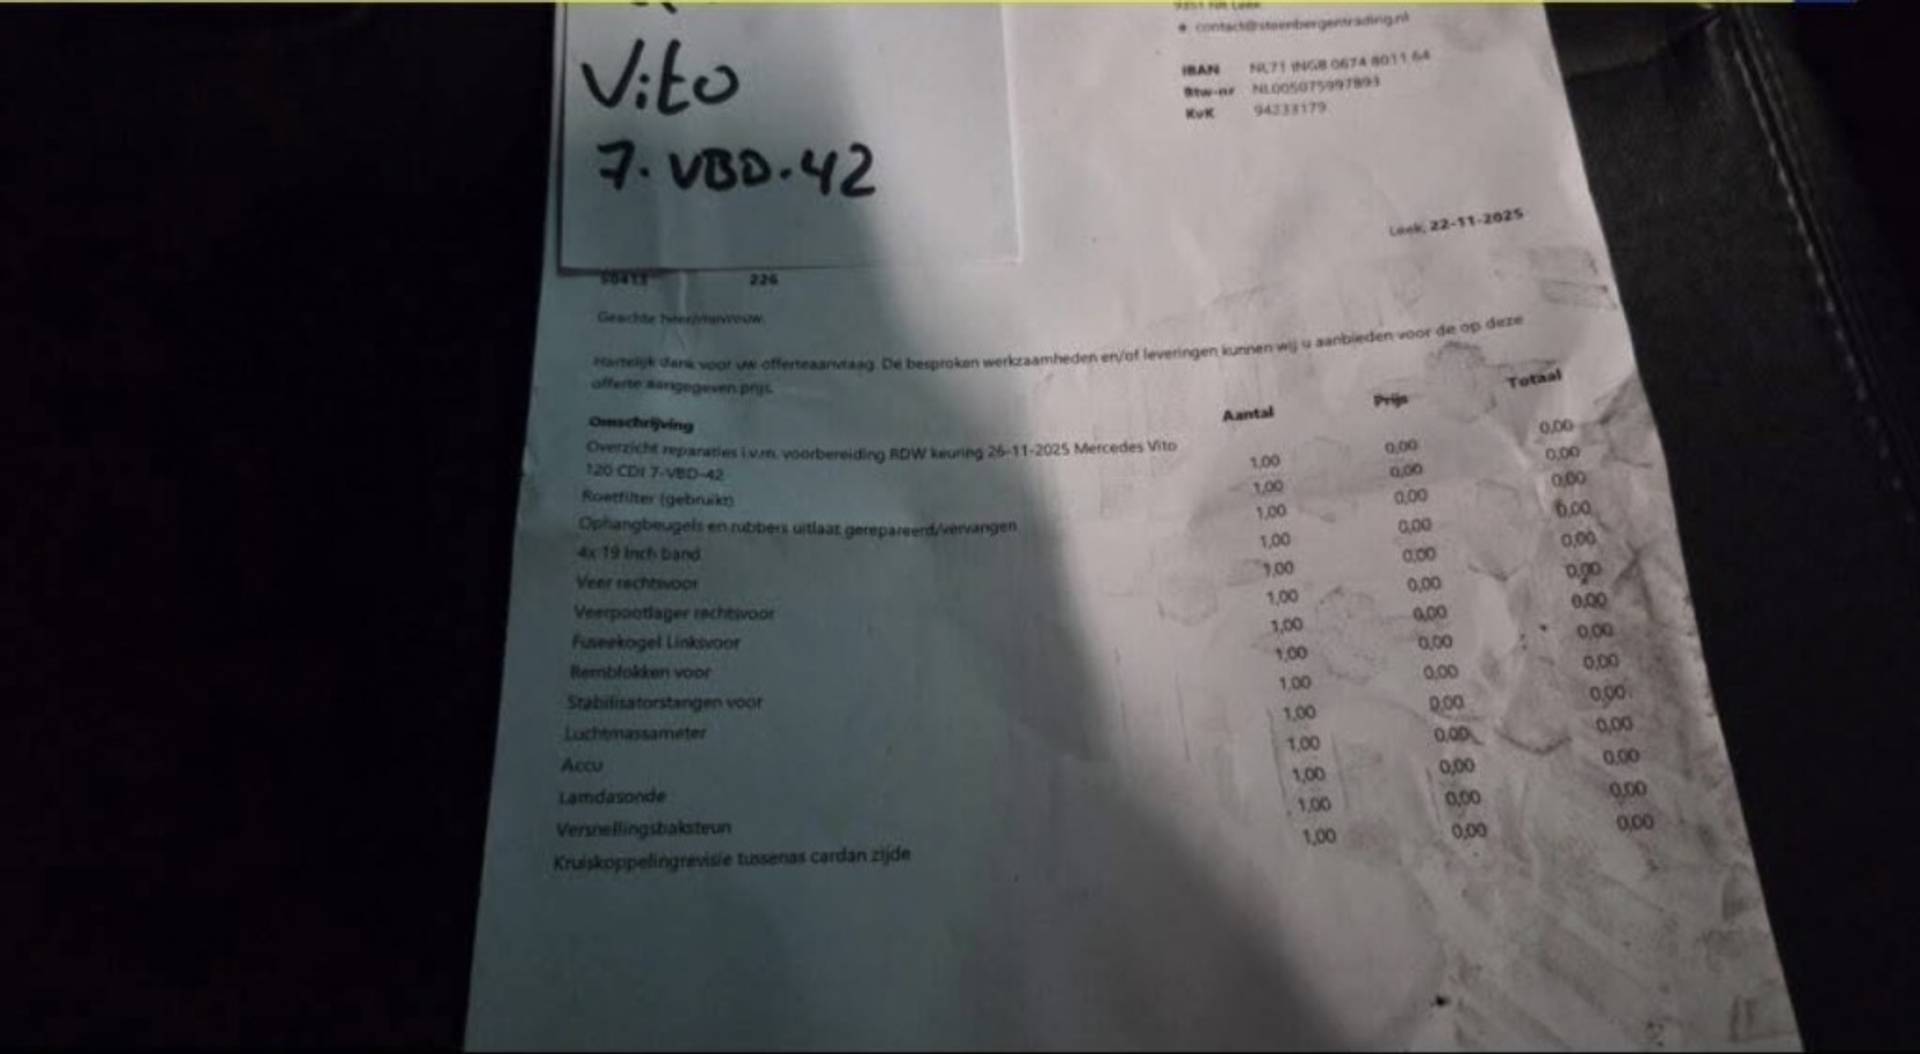 Vito
7-VBD-42
contact@steenbergentrading.nl
IBAN NL71 INGB 0674 8011 64
Btw-nr NL005075997B93
KvK 94233179
Leek, 22-11-2025
226
Geachte heer/mevrouw,
Hartelijk dank voor uw offerteaanvraag. De besproken werkzaamheden en/of leveringen kunnen wij u aanbieden voor de op deze
offerte aangegeven prijs.
Omschrijving Aantal Prijs Totaal
Overzicht reparaties i.v.m. voorbereiding RDW keuring 26-11-2025 Mercedes Vito 1,00 0,00 0,00
120 CDI 7-VBD-42
Roetfilter (gebruikt) 1,00 0,00 0,00
Ophangbeugels en rubbers uitlaat gerepareerd/vervangen 1,00 0,00 0,00
4x 19 Inch band 1,00 0,00 0,00
Veer rechtsvoor 1,00 0,00 0,00
Veerpootlager rechtsvoor 1,00 0,00 0,00
Fuseekogel Linksvoor 1,00 0,00 0,00
Remblokken voor 1,00 0,00 0,00
Stabilisatorstangen voor 1,00 0,00 0,00
Luchtmassameter 1,00 0,00 0,00
Accu 1,00 0,00 0,00
Lamdasonde 1,00 0,00 0,00
Versnellingsbaksteun 1,00 0,00 0,00
Kruiskoppelingrevisie tussenas cardan zijde 1,00 0,00 0,00